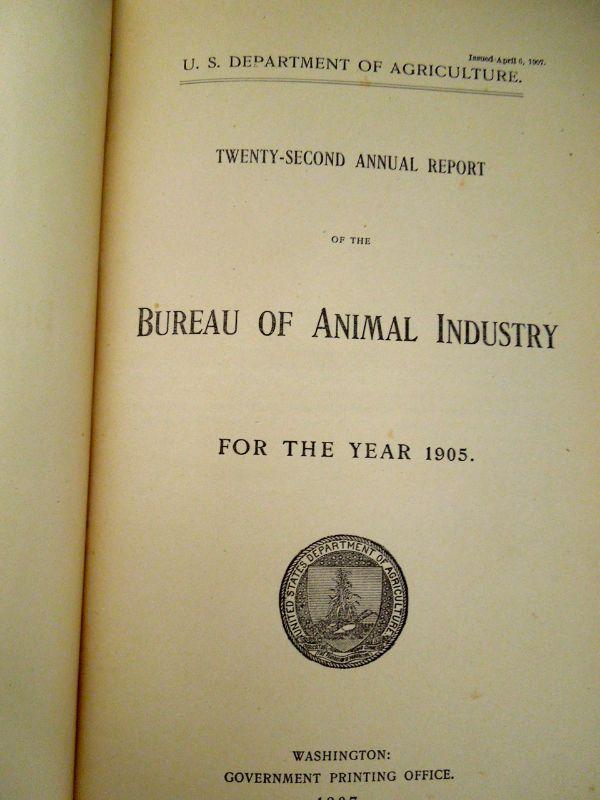 Issued April 6, 1907.
U. S. DEPARTMENT OF AGRICULTURE.
TWENTY-SECOND ANNUAL REPORT
OF THE
BUREAU OF ANIMAL INDUSTRY
FOR THE YEAR 1905.
UNITED STATES DEPARTMENT OF AGRICULTURE.
WASHINGTON:
GOVERNMENT PRINTING OFFICE.
1907